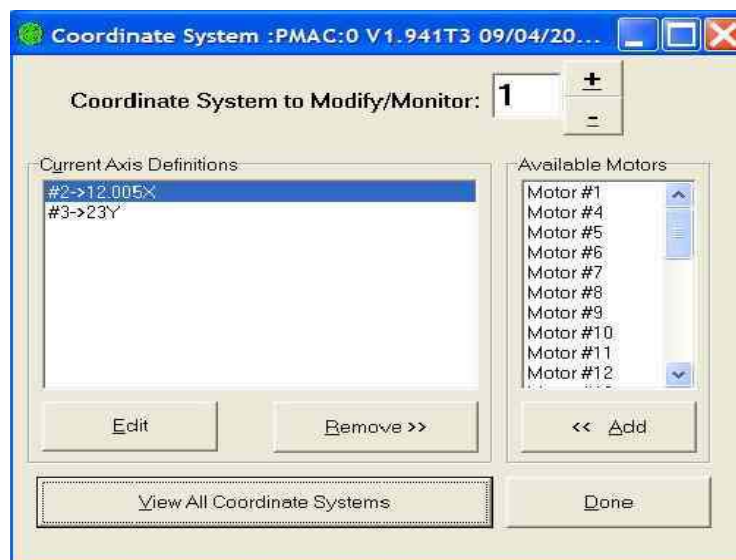 Coordinate System :PMAC:0 V1.941T3 09/04/20...
Coordinate System to Modify/Monitor: 1
+
-
Current Axis Definitions
#2->12.005X
#3->23Y
Available Motors
Motor #1
Motor #4
Motor #5
Motor #6
Motor #7
Motor #8
Motor #9
Motor #10
Motor #11
Motor #12
Edit
Remove >>
<< Add
View All Coordinate Systems
Done